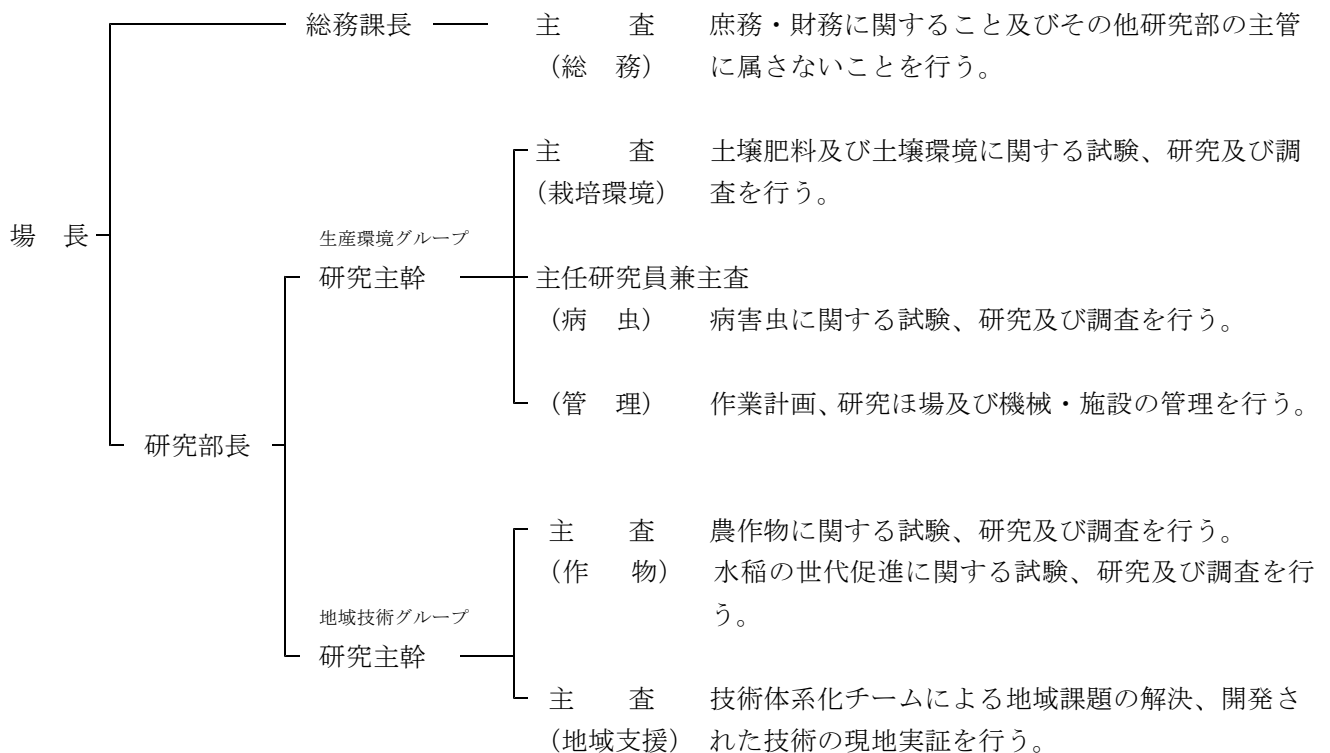 総務課長 主 査 庶務・財務に関すること及びその他研究部の主管
(総 務) に属さないことを行う。
主 査 土壌肥料及び土壌環境に関する試験、研究及び調
(栽培環境) 査を行う。
場 長
生産環境グループ
研究主幹 主任研究員兼主査
(病 虫) 病害虫に関する試験、研究及び調査を行う。
(管 理) 作業計画、研究ほ場及び機械・施設の管理を行う。
研究部長
主 査 農作物に関する試験、研究及び調査を行う。
(作 物) 水稲の世代促進に関する試験、研究及び調査を行
う。
地域技術グループ
研究主幹
主 査 技術体系化チームによる地域課題の解決、開発さ
(地域支援) れた技術の現地実証を行う。